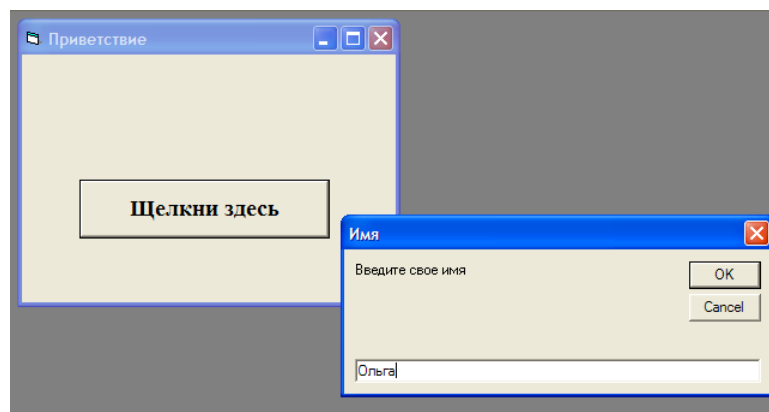 Приветствие
Щелкни здесь
Имя
Введите свое имя
OK
Cancel
Ольга